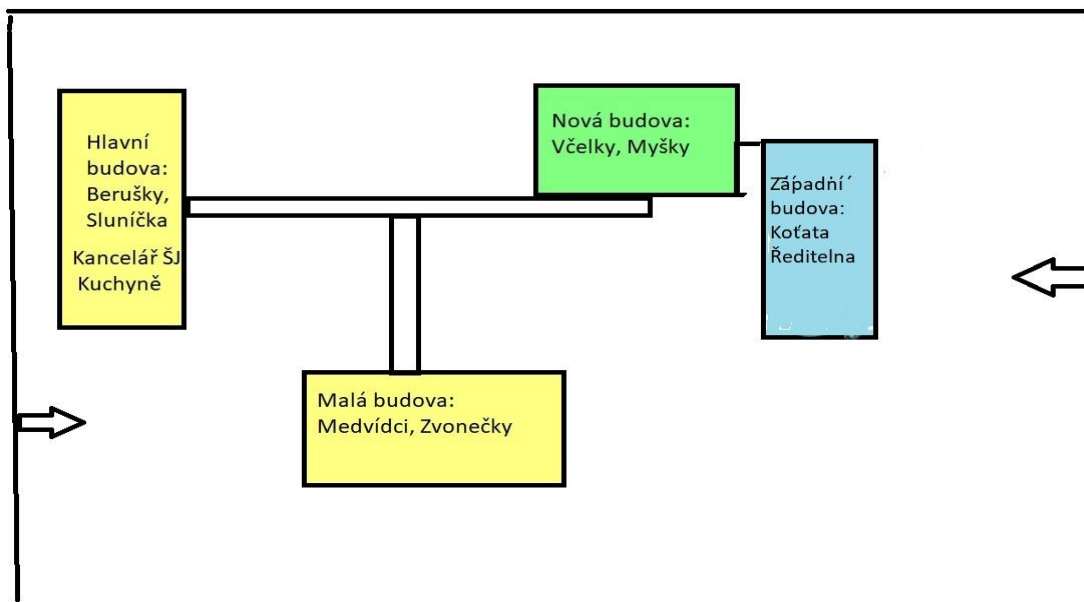 Hlavní
budova:
Berušky,
Sluníčka
Kancelář ŠJ
Kuchyně
Nová budova:
Včelky, Myšky
Západní
budova:
Koťata
Ředitelna
Malá budova:
Medvídci, Zvonečky